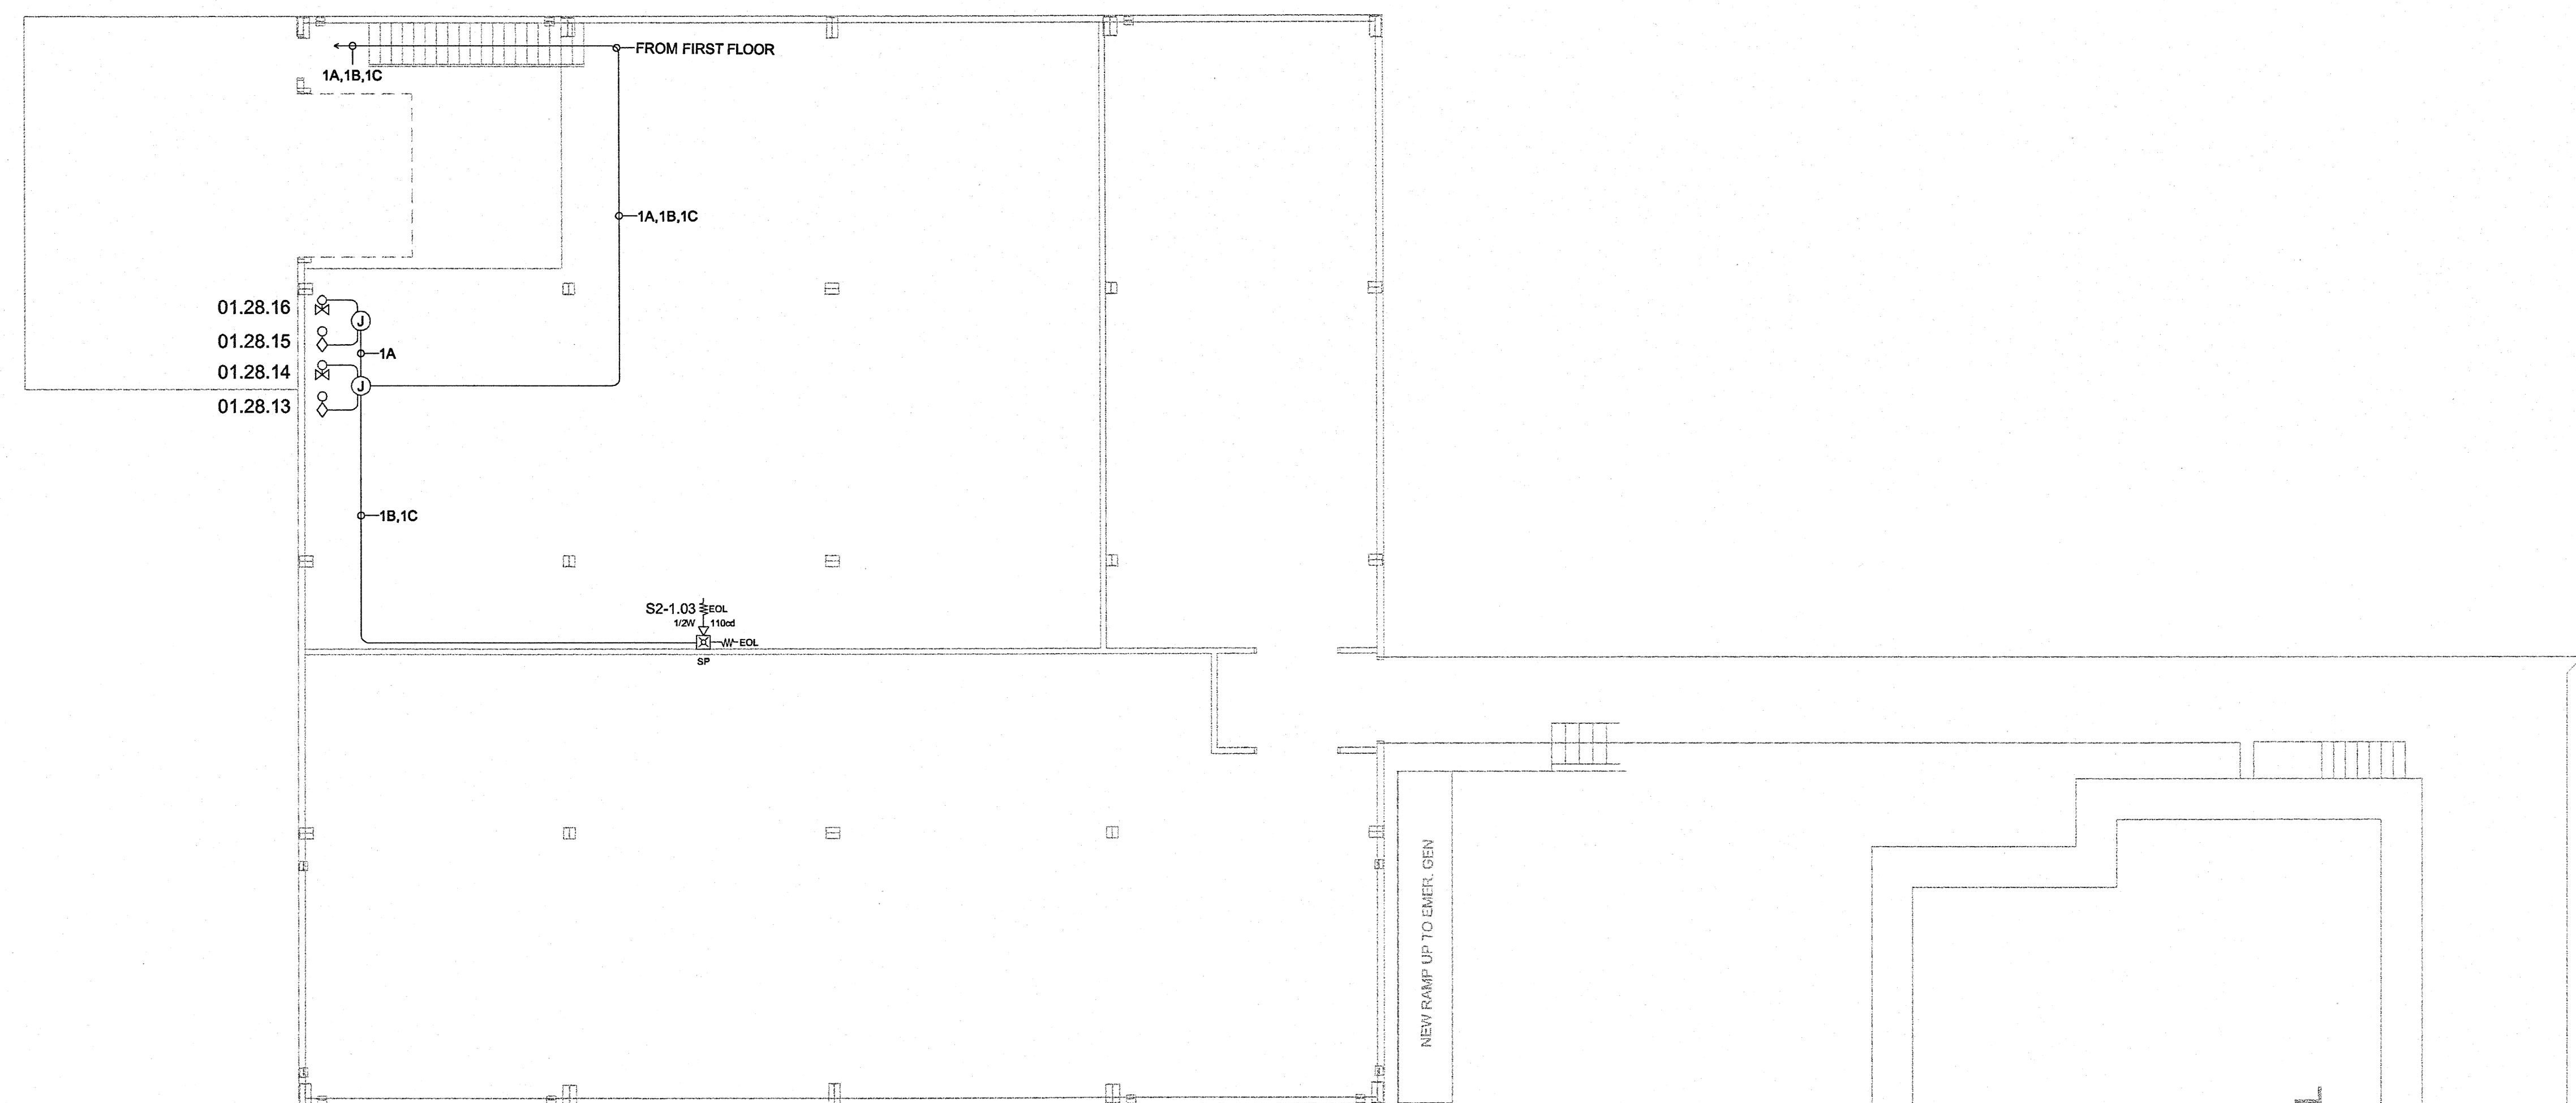 FROM FIRST FLOOR
1A,1B,1C
1A,1B,1C
01.28.16
J
01.28.15
1A
01.28.14
J
01.28.13
1B,1C
S2-1.03 EOL
1/2W 110cd
EOL
SP
NEW RAMP UP TO EMER. GEN